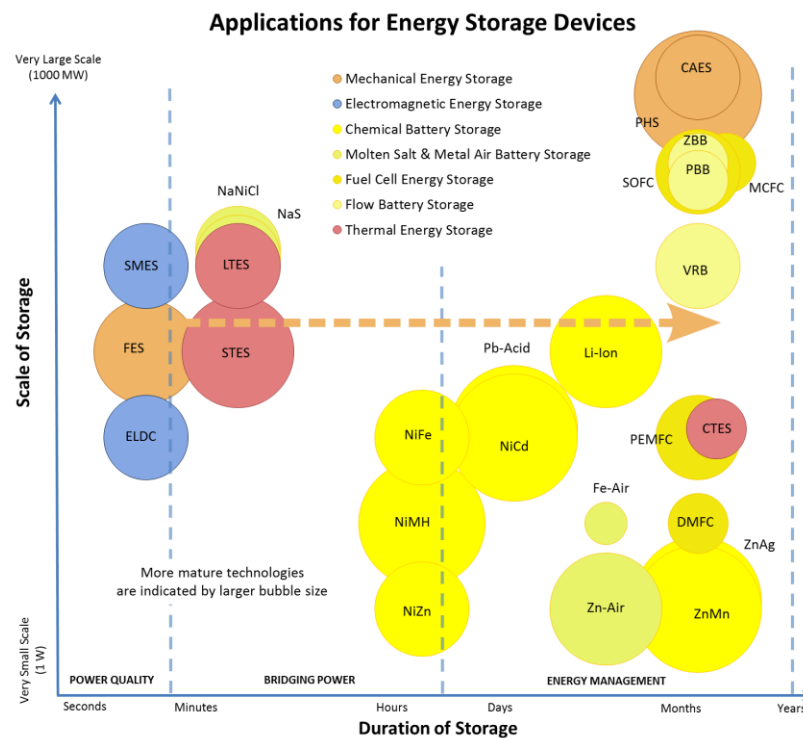 Applications for Energy Storage Devices
Very Large Scale
(1000 MW)
Mechanical Energy Storage
Electromagnetic Energy Storage
Chemical Battery Storage
Molten Salt & Metal Air Battery Storage
Fuel Cell Energy Storage
Flow Battery Storage
Thermal Energy Storage
CAES
PHS
ZBB
PBB
SOFC
MCFC
NaNiCl
NaS
SMES
LTES
VRB
Scale of Storage
FES
STES
Pb-Acid
Li-Ion
ELDC
NiFe
NiCd
PEMFC
CTES
Fe-Air
NiMH
DMFC
ZnAg
More mature technologies
are indicated by larger bubble size
NiZn
Zn-Air
ZnMn
Very Small Scale
(1 W)
POWER QUALITY
BRIDGING POWER
ENERGY MANAGEMENT
Seconds
Minutes
Hours
Days
Months
Years
Duration of Storage